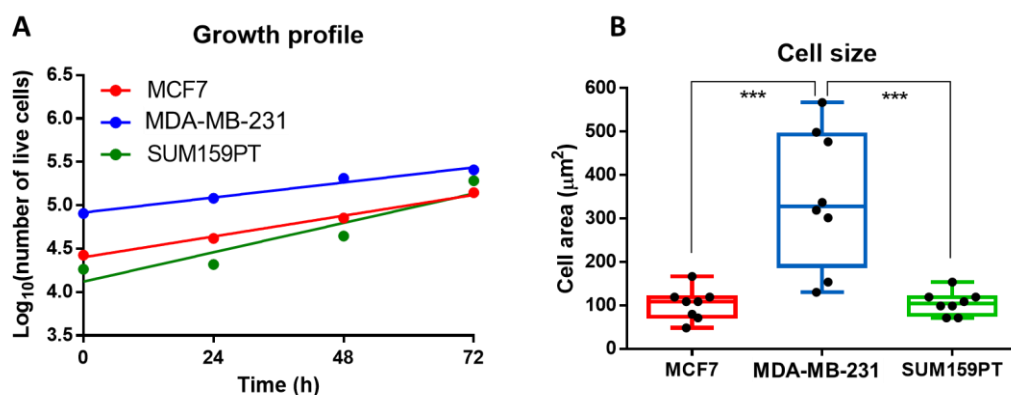 A
Growth profile
Log10(number of live cells)
6.5
6.0
5.5
5.0
4.5
4.0
3.5
MCF7
MDA-MB-231
SUM159PT
0
24
48
72
Time (h)
B
Cell size
***
***
Cell area (μm²)
600
500
400
300
200
100
0
MCF7
MDA-MB-231
SUM159PT